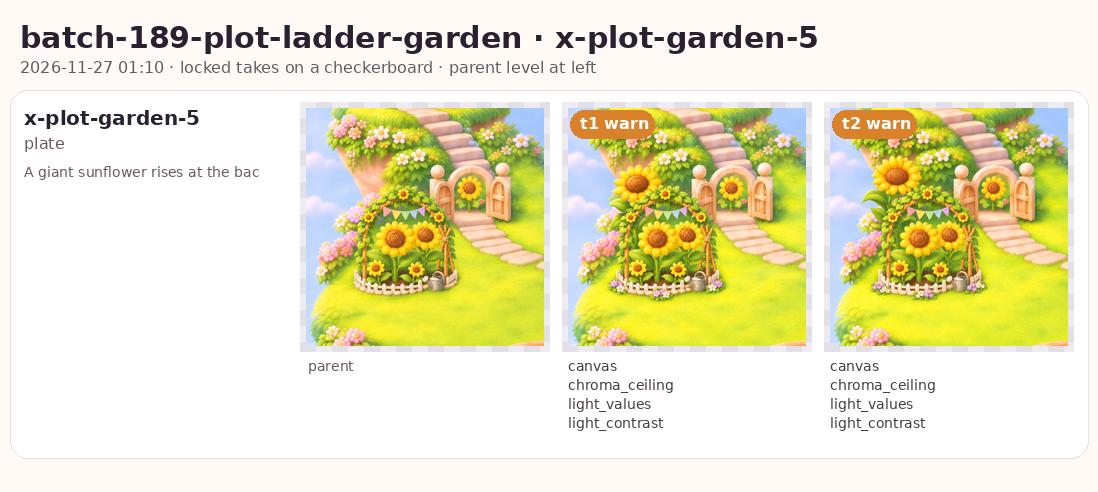 batch-189-plot-ladder-garden · x-plot-garden-5
2026-11-27 01:10 · locked takes on a checkerboard · parent level at left
x-plot-garden-5
plate
A giant sunflower rises at the bac
t1 warn
t2 warn
parent
canvas
chroma_ceiling
light_values
light_contrast
canvas
chroma_ceiling
light_values
light_contrast